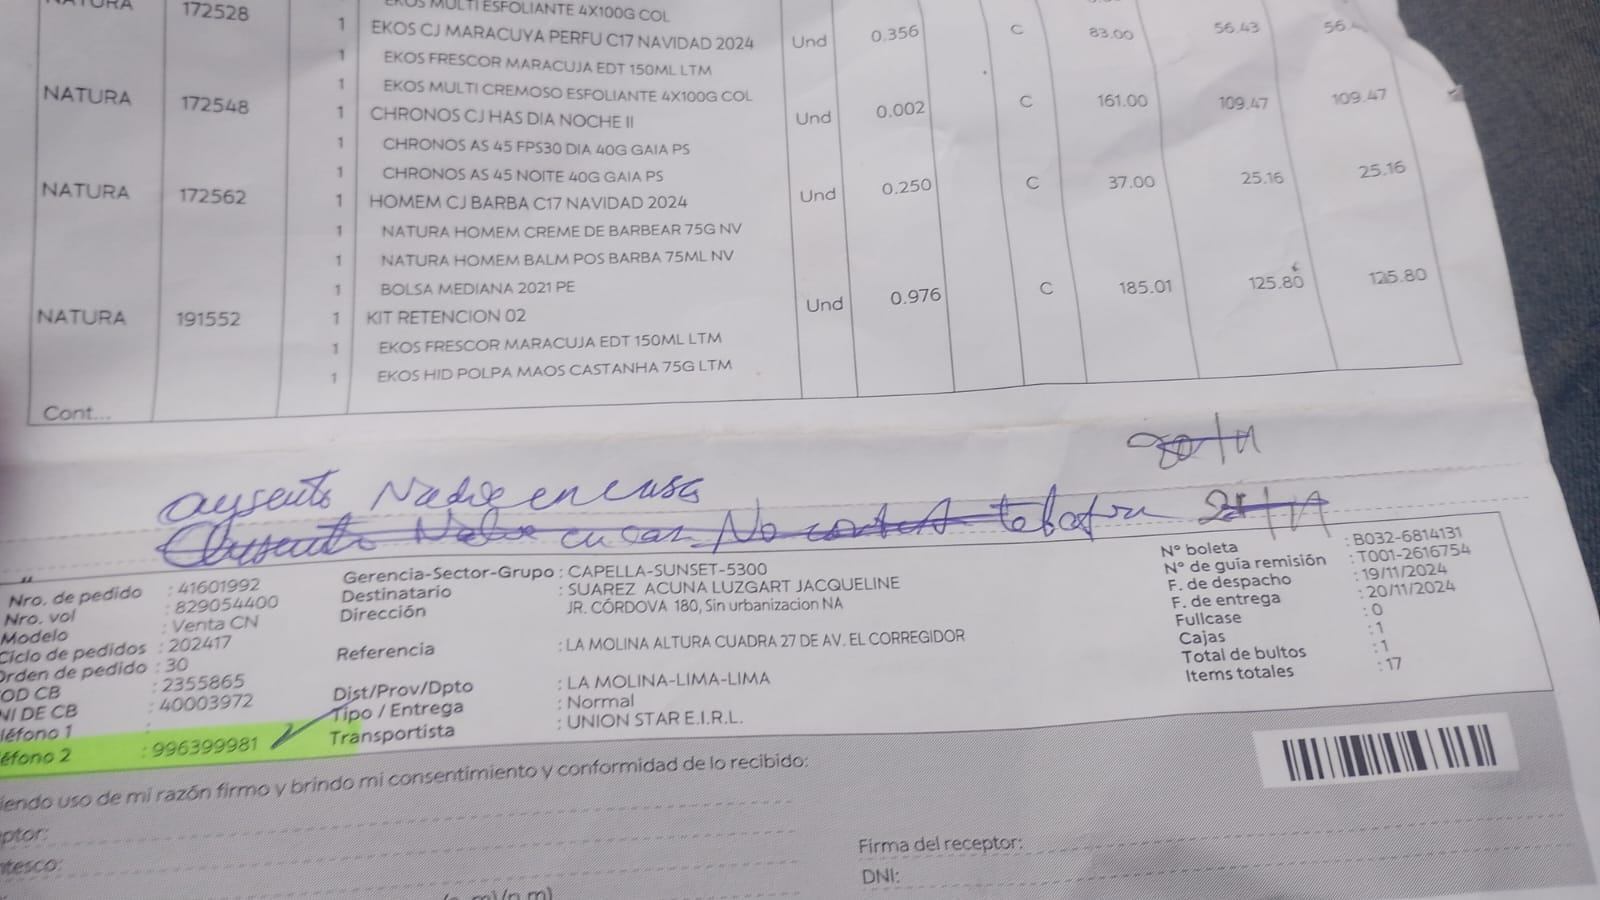 NATURA 172528 EKOS MULTI ESFOLIANTE 4X100G COL
1 EKOS CJ MARACUYA PERFU C17 NAVIDAD 2024 Und 0.356 C 83.00 56.43
1 EKOS FRESCOR MARACUJA EDT 150ML LTM
1 EKOS MULTI CREMOSO ESFOLIANTE 4X100G COL
NATURA 172548 1 CHRONOS CJ HAS DIA NOCHE II Und 0.002 C 161.00 109.47 109.47
1 CHRONOS AS 45 FPS30 DIA 40G GAIA PS
1 CHRONOS AS 45 NOITE 40G GAIA PS
NATURA 172562 1 HOMEM CJ BARBA C17 NAVIDAD 2024 Und 0.250 C 37.00 25.16 25.16
1 NATURA HOMEM CREME DE BARBEAR 75G NV
1 NATURA HOMEM BALM POS BARBA 75ML NV
1 BOLSA MEDIANA 2021 PE
NATURA 191552 1 KIT RETENCION 02 Und 0.976 C 185.01 125.80 125.80
1 EKOS FRESCOR MARACUJA EDT 150ML LTM
1 EKOS HID POLPA MAOS CASTANHA 75G LTM
Cont...
20/11
aysento Nadie en casa
Nro. de pedido : 41601992
Nro. vol : 829054400
Modelo : Venta CN
Ciclo de pedidos : 202417
Orden de pedido : 30
OD CB : 2355865
NI DE CB : 40003972
léfono 1 :
éfono 2 : 996399981
Gerencia-Sector-Grupo : CAPELLA-SUNSET-5300
Destinatario : SUAREZ ACUNA LUZGART JACQUELINE
Dirección JR. CÓRDOVA 180, Sin urbanizacion NA
Referencia : LA MOLINA ALTURA CUADRA 27 DE AV. EL CORREGIDOR
Dist/Prov/Dpto : LA MOLINA-LIMA-LIMA
Tipo / Entrega : Normal
Transportista : UNION STAR E.I.R.L.
N° boleta : B032-6814131
N° de guía remisión : T001-2616754
F. de despacho : 19/11/2024
F. de entrega : 20/11/2024
Fullcase : 0
Cajas : 1
Total de bultos : 1
Items totales : 17
iendo uso de mi razón firmo y brindo mi consentimiento y conformidad de lo recibido:
ptor:
ntesco:
Firma del receptor:
DNI: